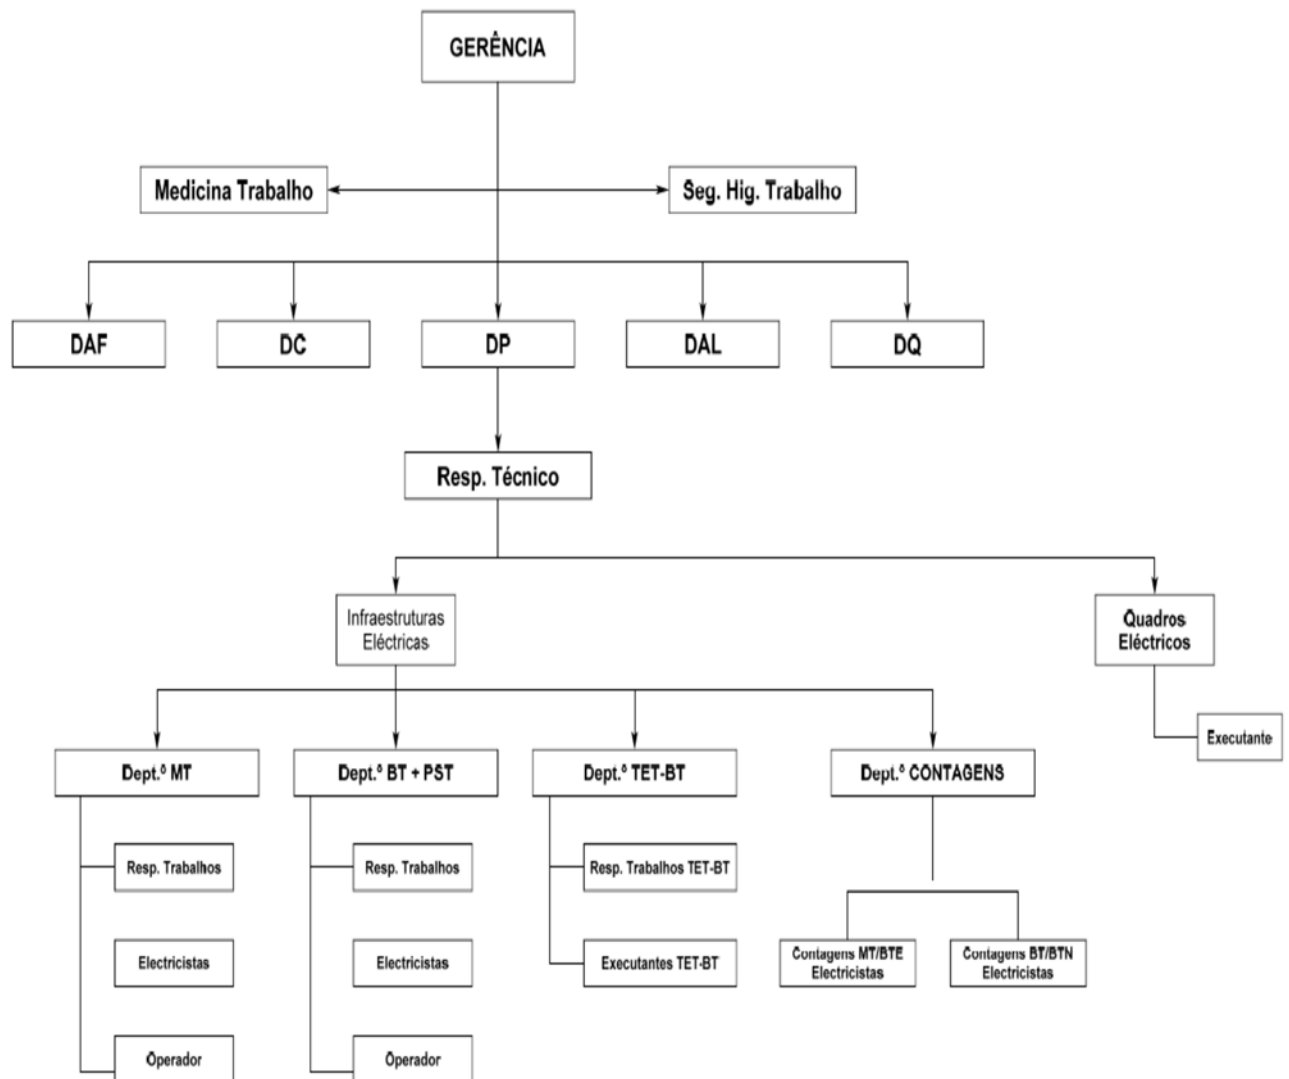 GERÊNCIA
Medicina Trabalho
Seg. Hig. Trabalho
DAF
DC
DP
DAL
DQ
Resp. Técnico
Infraestruturas
Eléctricas
Quadros
Eléctricos
Executante
Dept.º MT
Dept.º BT + PST
Dept.º TET-BT
Dept.º CONTAGENS
Resp. Trabalhos
Resp. Trabalhos
Resp. Trabalhos TET-BT
Electricistas
Electricistas
Executantes TET-BT
Contagens MT/BTE
Electricistas
Contagens BT/BTN
Electricistas
Operador
Operador